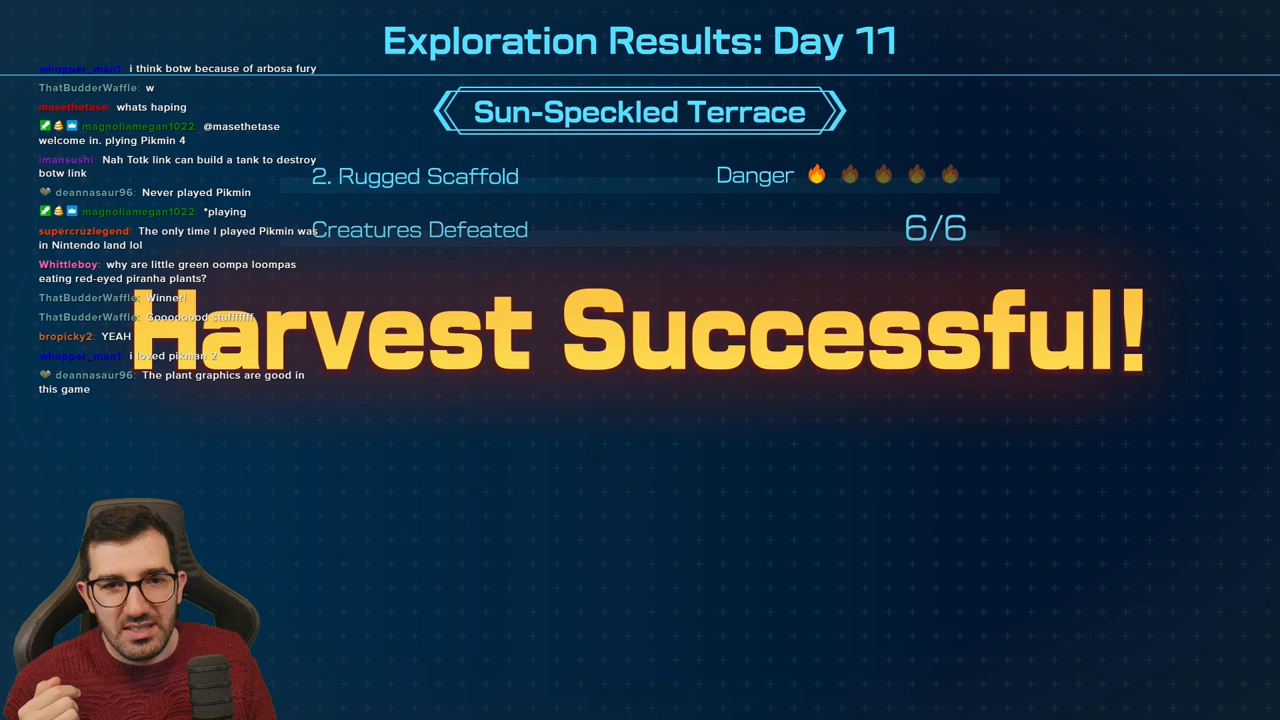 Exploration Results: Day 11
Sun-Speckled Terrace
2. Rugged Scaffold
Danger
Creatures Defeated
6/6
Harvest Successful!
whopper_man1: i think botw because of arbosa fury
ThatBudderWaffle: w
masethetase: whats haping
magnoliamegan1022: @masethetase
welcome in. plying Pikmin 4
imansushi: Nah Totk link can build a tank to destroy
botw link
deannasaur96: Never played Pikmin
magnoliamegan1022: *playing
supercruzlegend: The only time I played Pikmin was
in Nintendo land lol
Whittleboy: why are little green oompa loompas
eating red-eyed piranha plants?
ThatBudderWaffle: Winner!
ThatBudderWaffle: Goooooood stufffffff
bropicky2: YEAH
whopper_man1: i loved pikman 2
deannasaur96: The plant graphics are good in
this game